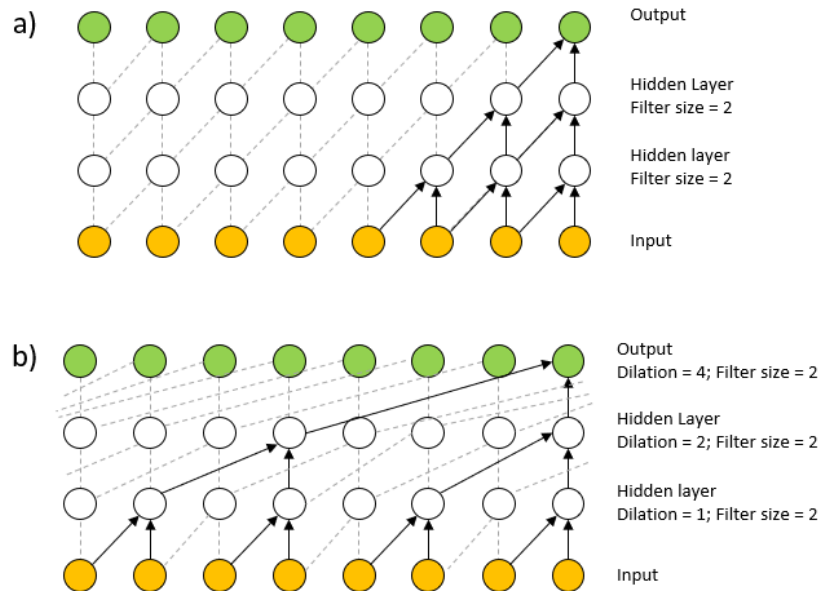 a)
Output
Hidden Layer
Filter size = 2
Hidden layer
Filter size = 2
Input
b)
Output
Dilation = 4; Filter size = 2
Hidden Layer
Dilation = 2; Filter size = 2
Hidden layer
Dilation = 1; Filter size = 2
Input